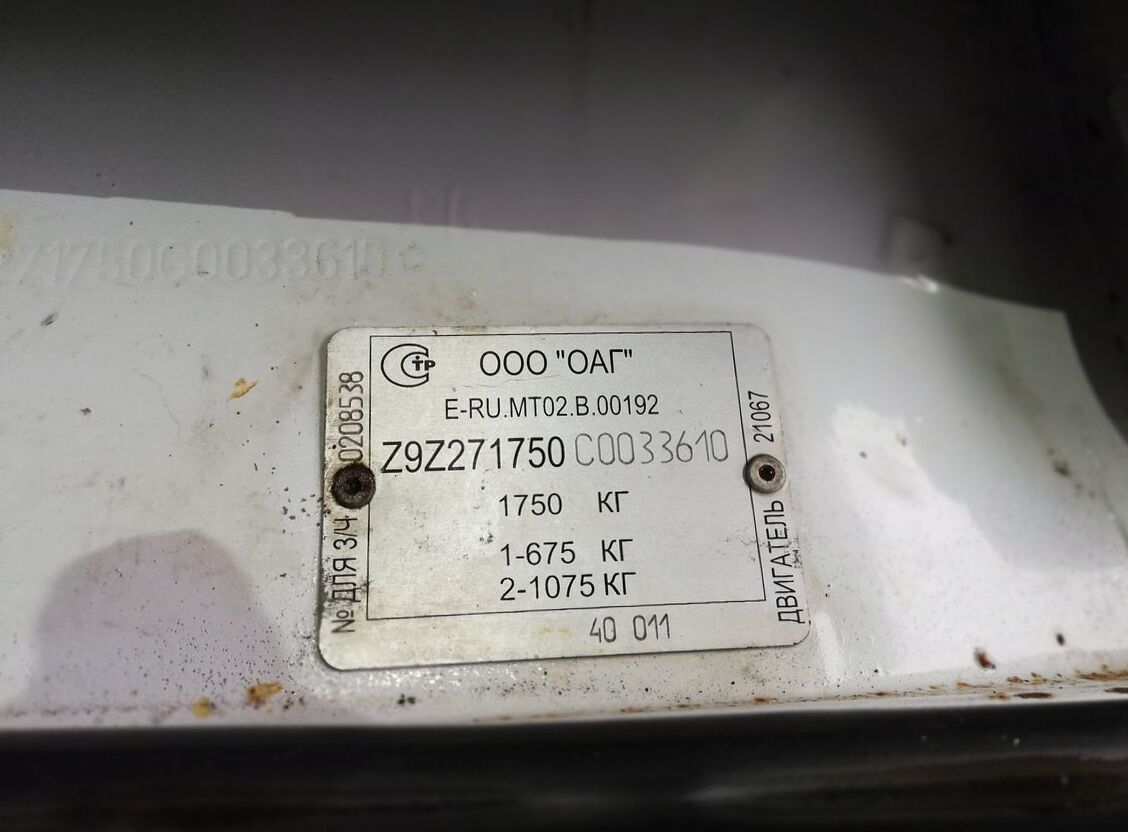 Z1750C0033610
ООО "ОАГ"
E-RU.MT02.B.00192
Z9Z271750 C0033610
1750 КГ
1-675 КГ
2-1075 КГ
40 011
№ ДЛЯ З/Ч 0208538
ДВИГАТЕЛЬ 21067